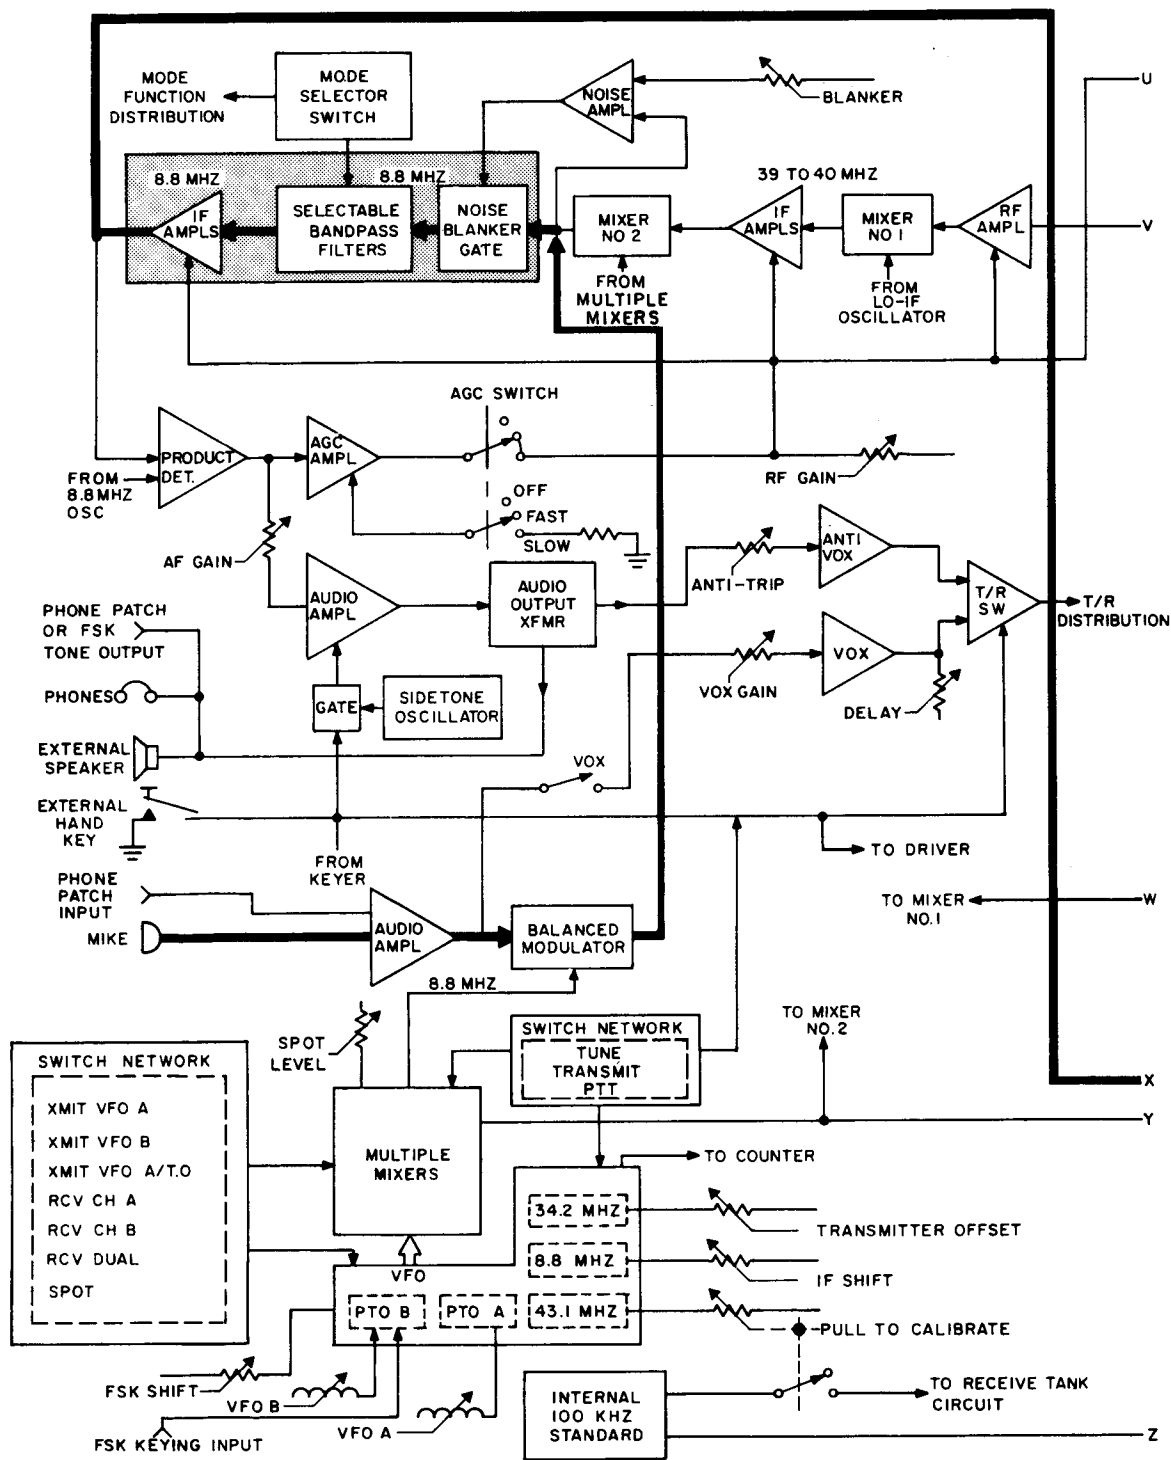 MODE
FUNCTION
DISTRIBUTION
MODE
SELECTOR
SWITCH
NOISE
AMPL
BLANKER
U
8.8 MHZ
IF
AMPLS
SELECTABLE
BANDPASS
FILTERS
8.8 MHZ
NOISE
BLANKER
GATE
MIXER
NO 2
FROM
MULTIPLE
MIXERS
39 TO 40 MHZ
IF
AMPLS
MIXER
NO 1
FROM
LO-IF
OSCILLATOR
RF
AMPL
V
AGC SWITCH
PRODUCT
DET.
FROM
8.8 MHZ
OSC
AGC
AMPL
RF GAIN
OFF
FAST
SLOW
AF GAIN
AUDIO
AMPL
AUDIO
OUTPUT
XFMR
ANTI-TRIP
ANTI
VOX
T/R
SW
T/R
DISTRIBUTION
PHONE PATCH
OR FSK
TONE OUTPUT
PHONES
GATE
SIDETONE
OSCILLATOR
VOX GAIN
VOX
DELAY
EXTERNAL
SPEAKER
VOX
EXTERNAL
HAND
KEY
FROM
KEYER
TO DRIVER
PHONE
PATCH
INPUT
MIKE
AUDIO
AMPL
BALANCED
MODULATOR
TO MIXER
NO.1
W
8.8 MHZ
SPOT
LEVEL
SWITCH NETWORK
TUNE
TRANSMIT
PTT
TO MIXER
NO.2
X
Y
SWITCH NETWORK
XMIT VFO A
XMIT VFO B
XMIT VFO A/T.O
RCV CH A
RCV CH B
RCV DUAL
SPOT
MULTIPLE
MIXERS
TO COUNTER
34.2 MHZ
TRANSMITTER OFFSET
8.8 MHZ
IF SHIFT
VFO
PTO B
PTO A
43.1 MHZ
PULL TO CALIBRATE
FSK SHIFT
VFO B
VFO A
FSK KEYING INPUT
INTERNAL
100 KHZ
STANDARD
TO RECEIVE TANK
CIRCUIT
Z